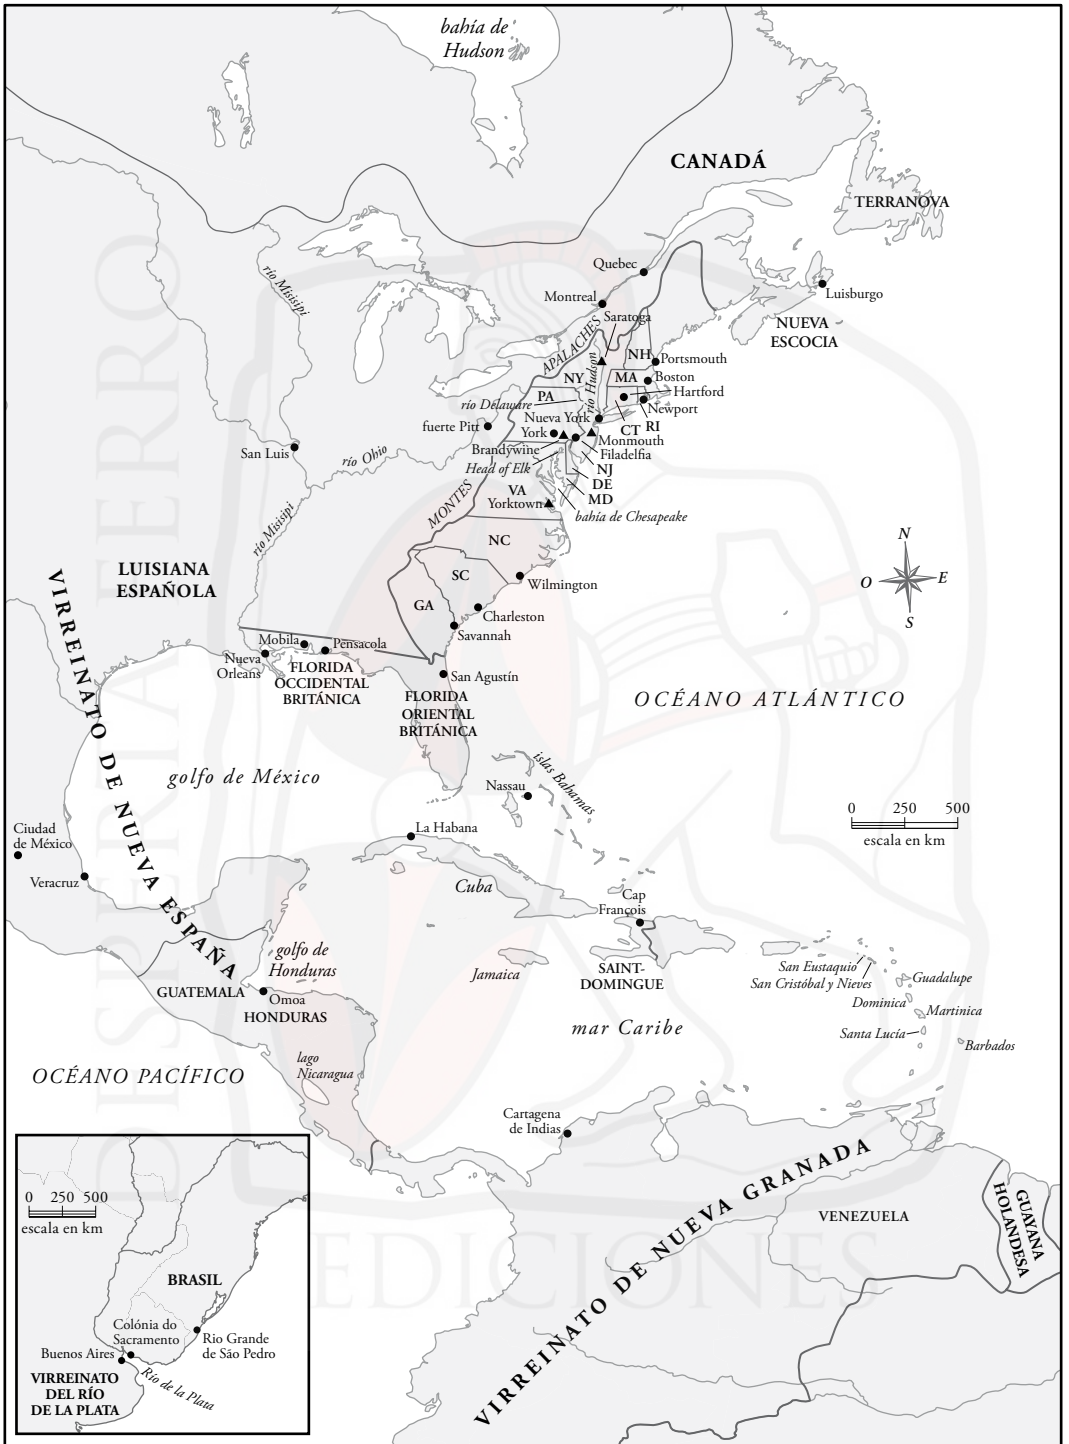 bahía de
Hudson
CANADÁ
TERRANOVA
Quebec
Luisburgo
Montreal
Saratoga
NUEVA
ESCOCIA
río Misisipi
APALACHES
río Hudson
NH
Portsmouth
NY
MA
Boston
PA
Hartford
río Delaware
Newport
Nueva York
CT
RI
fuerte Pitt
York
Monmouth
Brandywine
Filadelfia
San Luis
río Ohio
Head of Elk
NJ
DE
MD
VA
MONTES
Yorktown
bahía de Chesapeake
río Misisipi
NC
N
O
E
S
LUISIANA
ESPAÑOLA
SC
Wilmington
GA
Charleston
Savannah
Mobila
Pensacola
Nueva
Orleans
FLORIDA
OCCIDENTAL
BRITÁNICA
San Agustín
FLORIDA
ORIENTAL
BRITÁNICA
OCÉANO ATLÁNTICO
VIRREINATO DE NUEVA ESPAÑA
golfo de México
islas Bahamas
Nassau
0 250 500
escala en km
Ciudad
de México
La Habana
Veracruz
Cuba
Cap
François
golfo de
Honduras
Jamaica
SAINT-
DOMINGUE
San Eustaquio
San Cristóbal y Nieves
Guadalupe
GUATEMALA
Omoa
HONDURAS
Dominica
Martinica
mar Caribe
Santa Lucía
Barbados
lago
Nicaragua
OCÉANO PACÍFICO
Cartagena
de Indias
VIRREINATO DE NUEVA GRANADA
VENEZUELA
GUAYANA
HOLANDESA
0 250 500
escala en km
BRASIL
Colónia do
Sacramento
Rio Grande
de São Pedro
Buenos Aires
Río de la Plata
VIRREINATO
DEL RÍO
DE LA PLATA
DESPERTA FERRO
EDICIONES